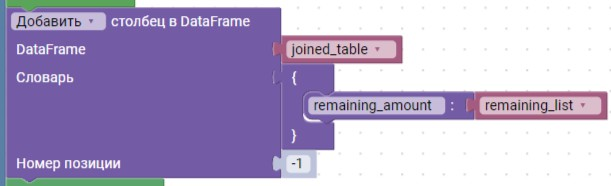 Добавить столбец в DataFrame
DataFrame joined_table
Словарь {
remaining_amount : remaining_list
}
Номер позиции -1